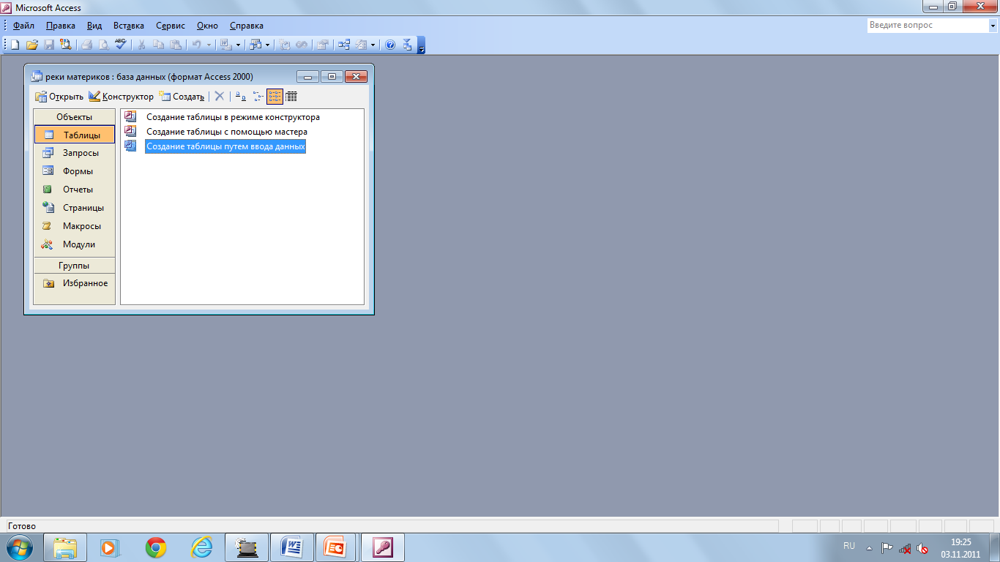 Microsoft Access
Файл Правка Вид Вставка Сервис Окно Справка
Введите вопрос
реки материков : база данных (формат Access 2000)
Открыть Конструктор Создать
Объекты
Таблицы
Запросы
Формы
Отчеты
Страницы
Макросы
Модули
Группы
Избранное
Создание таблицы в режиме конструктора
Создание таблицы с помощью мастера
Создание таблицы путем ввода данных
Готово
RU
19:25
03.11.2011